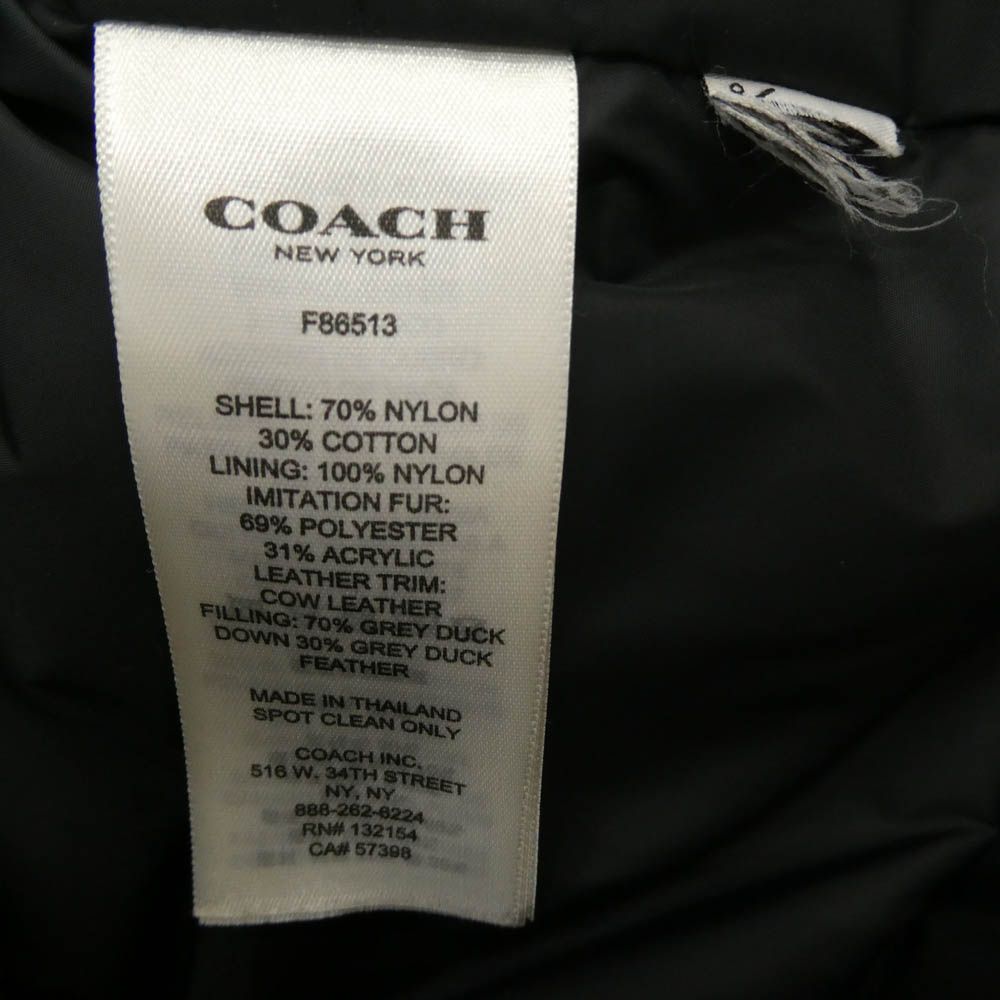 COACH
NEW YORK
F86513
SHELL: 70% NYLON
30% COTTON
LINING: 100% NYLON
IMITATION FUR:
69% POLYESTER
31% ACRYLIC
LEATHER TRIM:
COW LEATHER
FILLING: 70% GREY DUCK
DOWN 30% GREY DUCK
FEATHER
MADE IN THAILAND
SPOT CLEAN ONLY
COACH INC.
516 W. 34TH STREET
NY, NY
888-262-6224
RN# 132154
CA# 57398